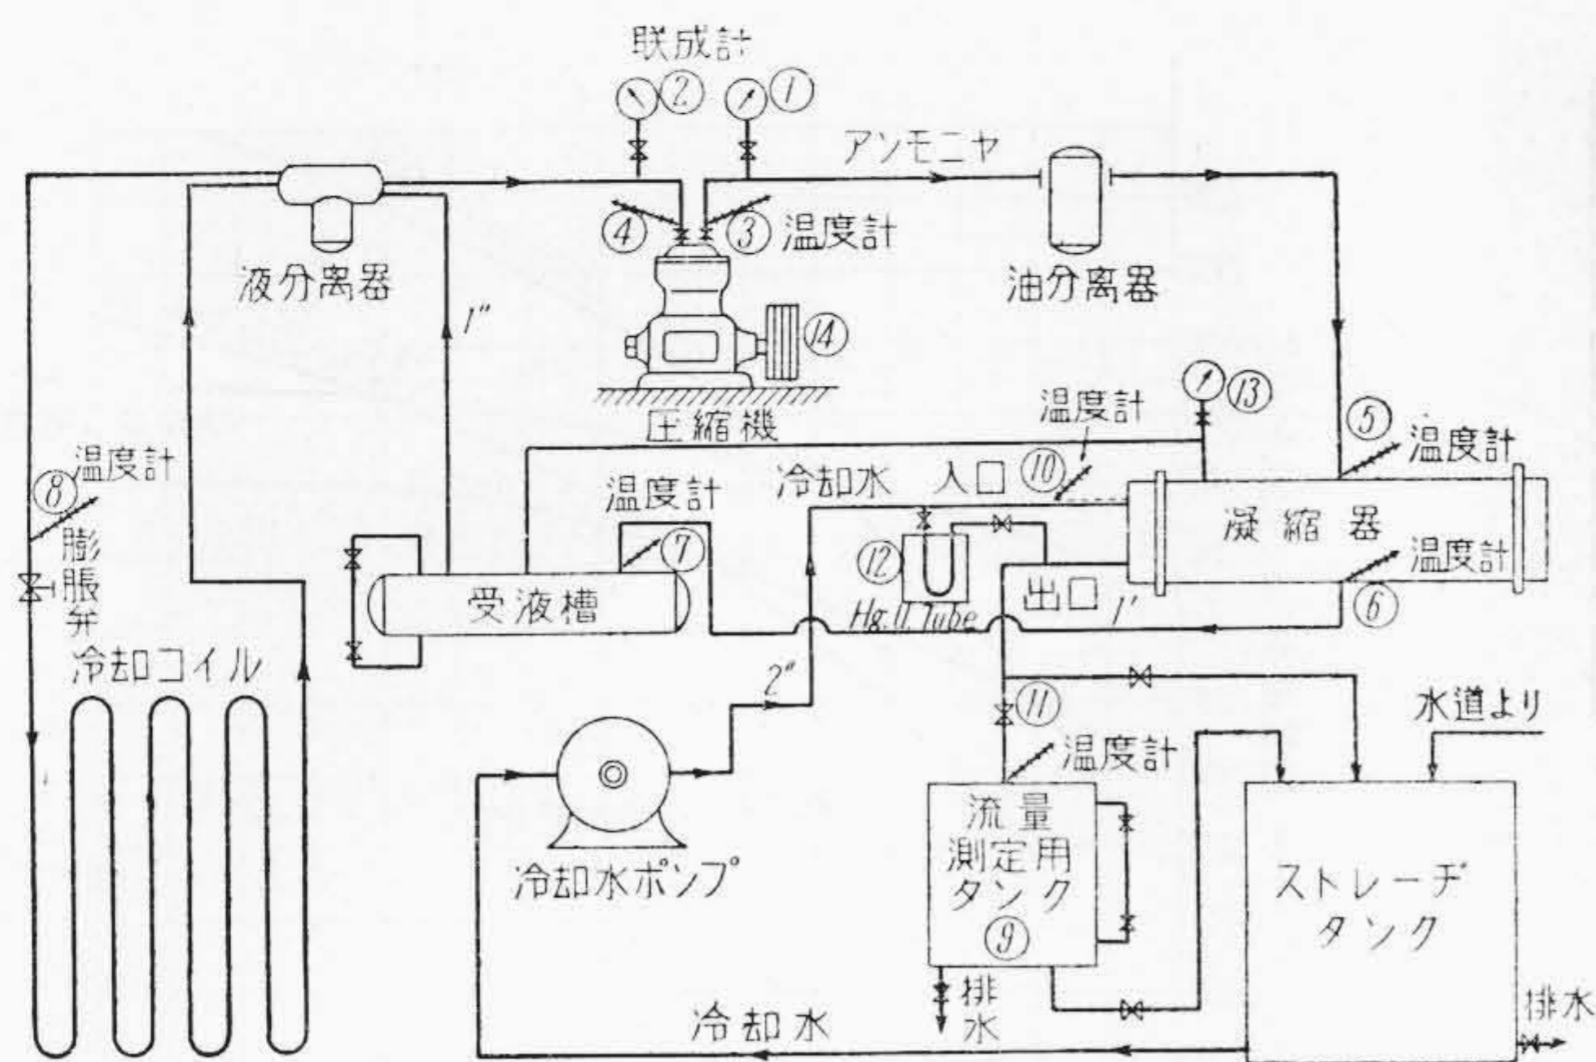 联成計
②
①
アンモニヤ
④
③ 温度計
液分離器
油分離器
1"
⑭
圧縮機
⑬
⑤ 温度計
温度計
⑩
冷却水 入口
⑧ 温度計
膨脹弁
温度計
⑦
受液槽
凝縮器
温度計
⑥
⑫
Hg. U. Tube
出口
1'
冷却コイル
2"
⑪
温度計
水道より
冷却水ポンプ
流量
測定用
タンク
⑨
ストレーヂ
タンク
排水
冷却水
排水